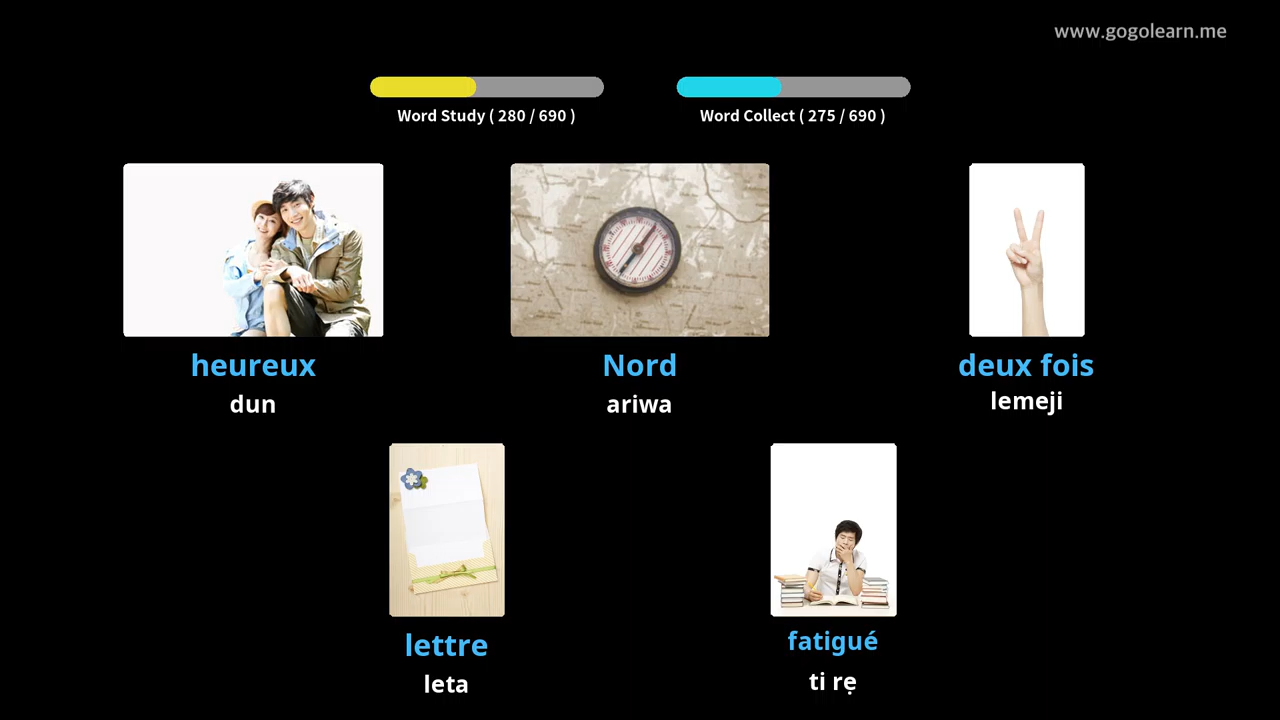 www.gogolearn.me
Word Study ( 280 / 690 )
Word Collect ( 275 / 690 )
heureux
dun
Nord
ariwa
deux fois
lemeji
lettre
leta
fatigué
ti rẹ